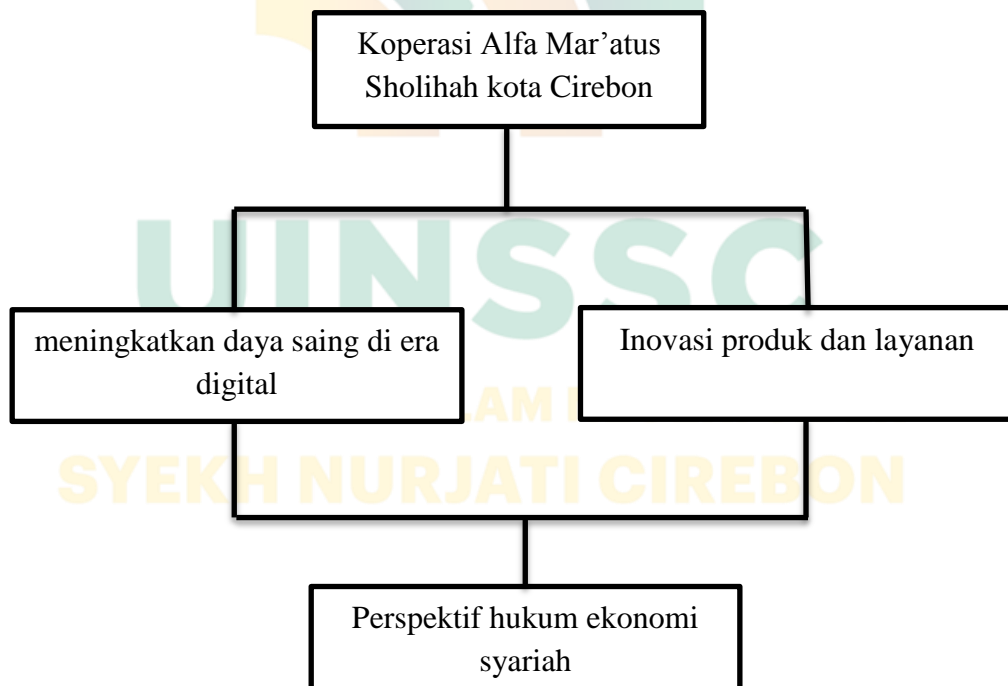 Koperasi Alfa Mar’atus
Sholihah kota Cirebon
UINSSC
meningkatkan daya saing di era
digital
Inovasi produk dan layanan
LAM
SYEKH NURJATI CIREBON
Perspektif hukum ekonomi
syariah